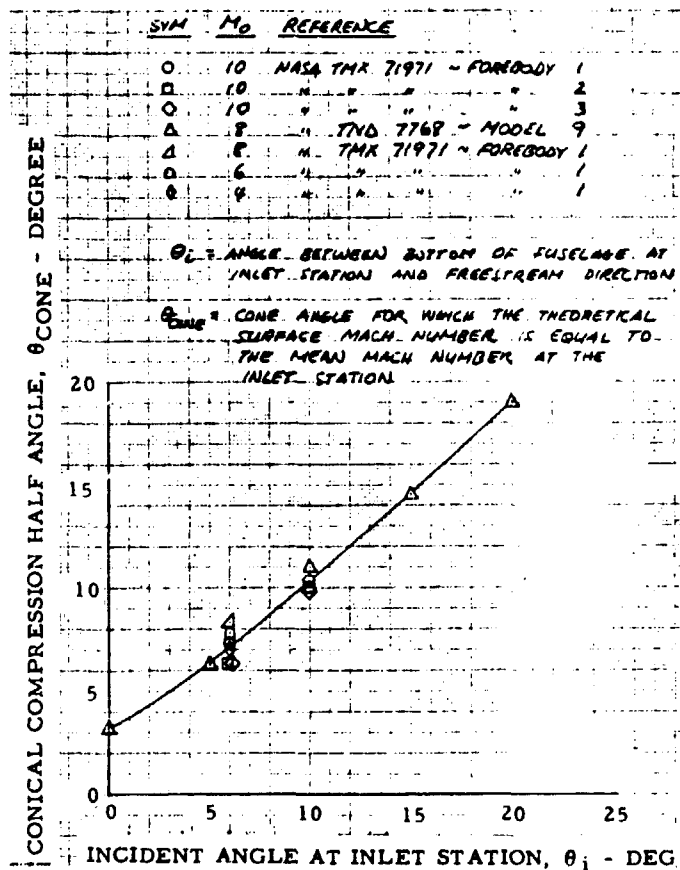 SYM M₀ REFERENCE
○ 10 NASA TMX 71971 ~ FOREBODY 1
□ 10 " " " " 2
◇ 10 " " " " 3
△ 8 " TND 7768 ~ MODEL 9
◿ 8 " TMX 71971 ~ FOREBODY 1
6 " " " " 1
4 " " " " 1
θi = ANGLE BETWEEN BOTTOM OF FUSELAGE AT
INLET STATION AND FREESTREAM DIRECTION
θCONE = CONE ANGLE FOR WHICH THE THEORETICAL
SURFACE MACH NUMBER IS EQUAL TO
THE MEAN MACH NUMBER AT THE
INLET STATION
CONICAL COMPRESSION HALF ANGLE, θCONE - DEGREE
20
15
10
5
0
0 5 10 15 20 25
INCIDENT ANGLE AT INLET STATION, θi - DEG